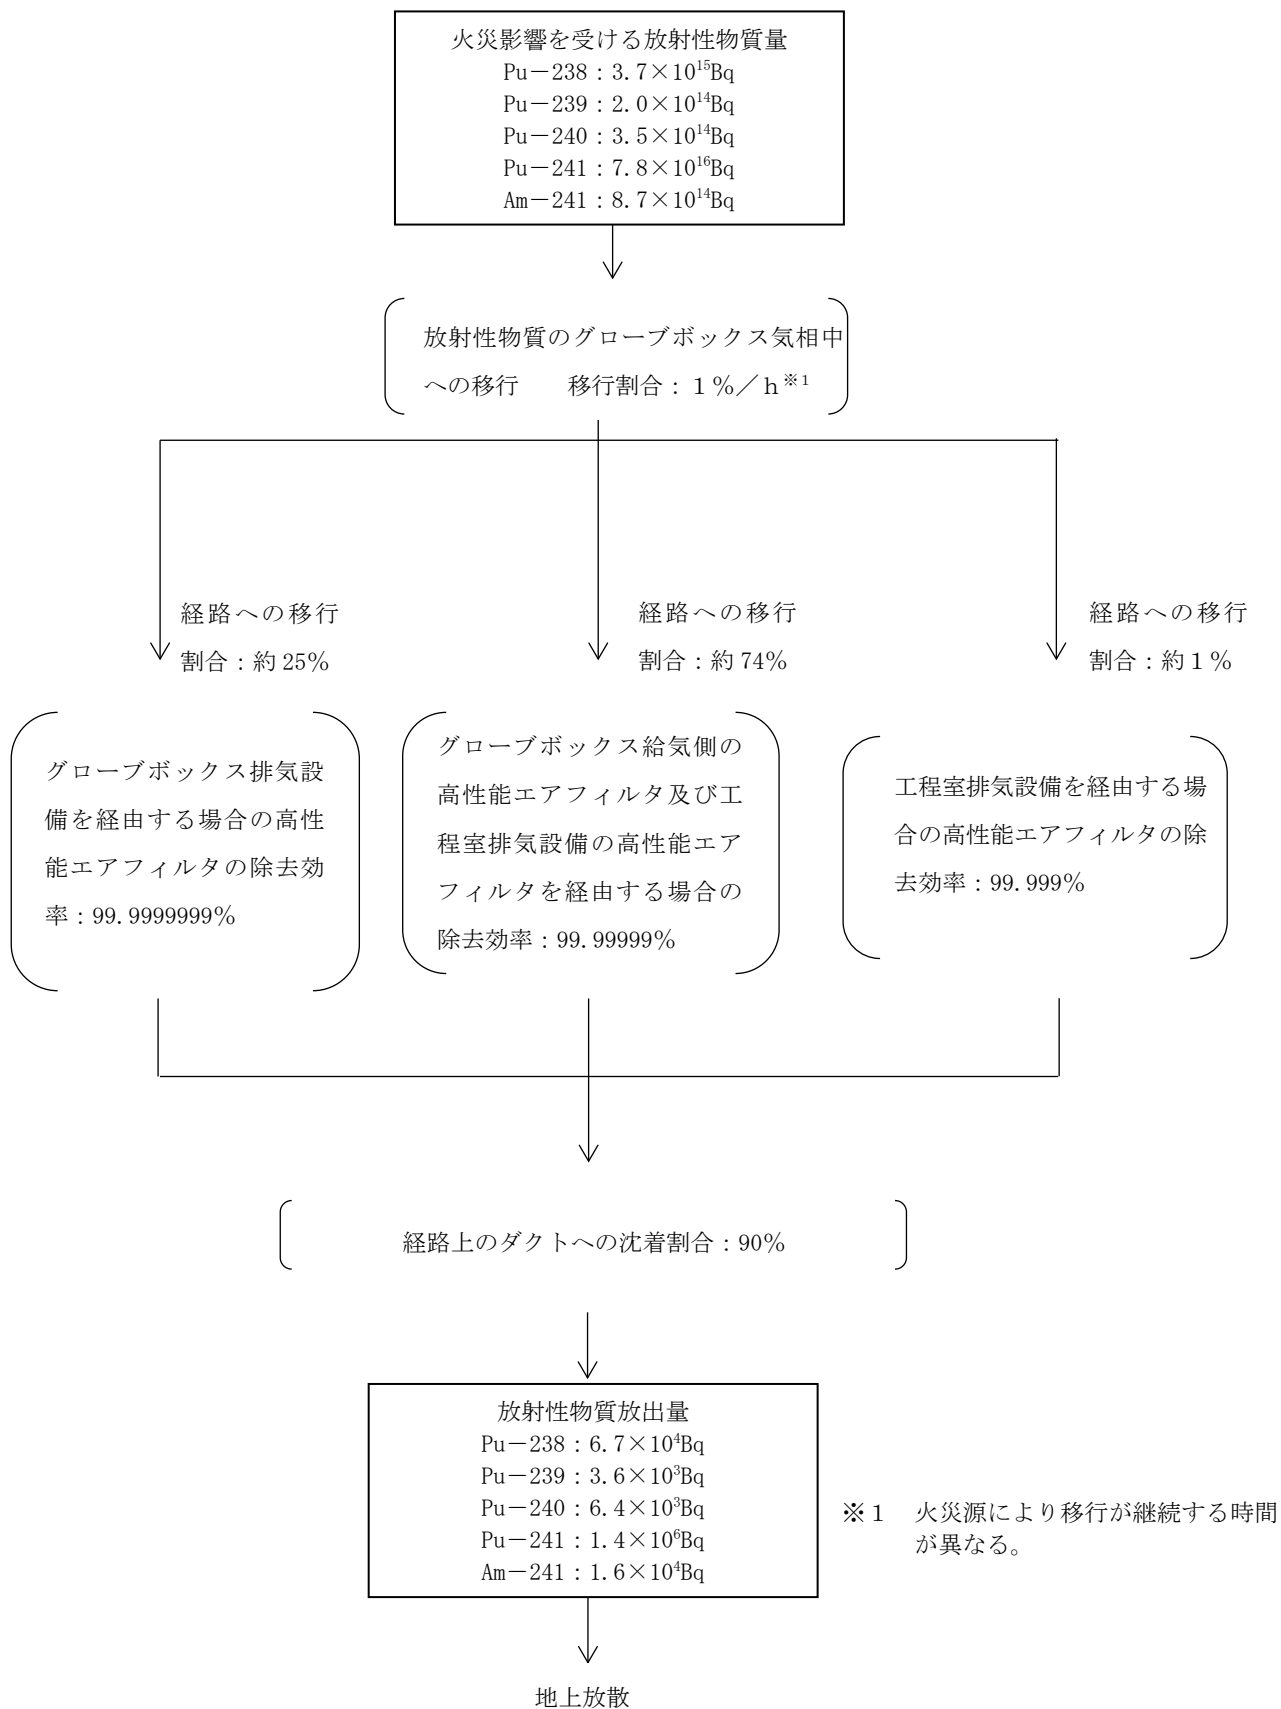 火災影響を受ける放射性物質量
Pu－238：3.7×10¹⁵Bq
Pu－239：2.0×10¹⁴Bq
Pu－240：3.5×10¹⁴Bq
Pu－241：7.8×10¹⁶Bq
Am－241：8.7×10¹⁴Bq
放射性物質のグローブボックス気相中
への移行　　移行割合：１％／ｈ※1
経路への移行
割合：約25％
経路への移行
割合：約74％
経路への移行
割合：約１％
グローブボックス排気設
備を経由する場合の高性
能エアフィルタの除去効
率：99.9999999％
グローブボックス給気側の
高性能エアフィルタ及び工
程室排気設備の高性能エア
フィルタを経由する場合の
除去効率：99.99999％
工程室排気設備を経由する場
合の高性能エアフィルタの除
去効率：99.999％
経路上のダクトへの沈着割合：90％
放射性物質放出量
Pu－238：6.7×10⁴Bq
Pu－239：3.6×10³Bq
Pu－240：6.4×10³Bq
Pu－241：1.4×10⁶Bq
Am－241：1.6×10⁴Bq
※１　火災源により移行が継続する時間
が異なる。
地上放散